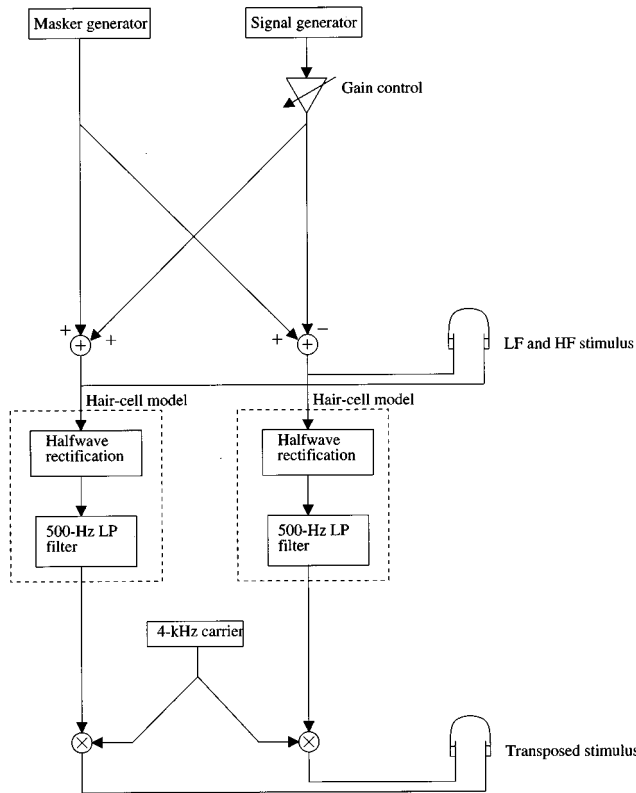 Masker generator
Signal generator
Gain control
+
+
+
−
+
+
LF and HF stimulus
Hair-cell model
Hair-cell model
Halfwave
rectification
Halfwave
rectification
500-Hz LP
filter
500-Hz LP
filter
4-kHz carrier
×
×
Transposed stimulus